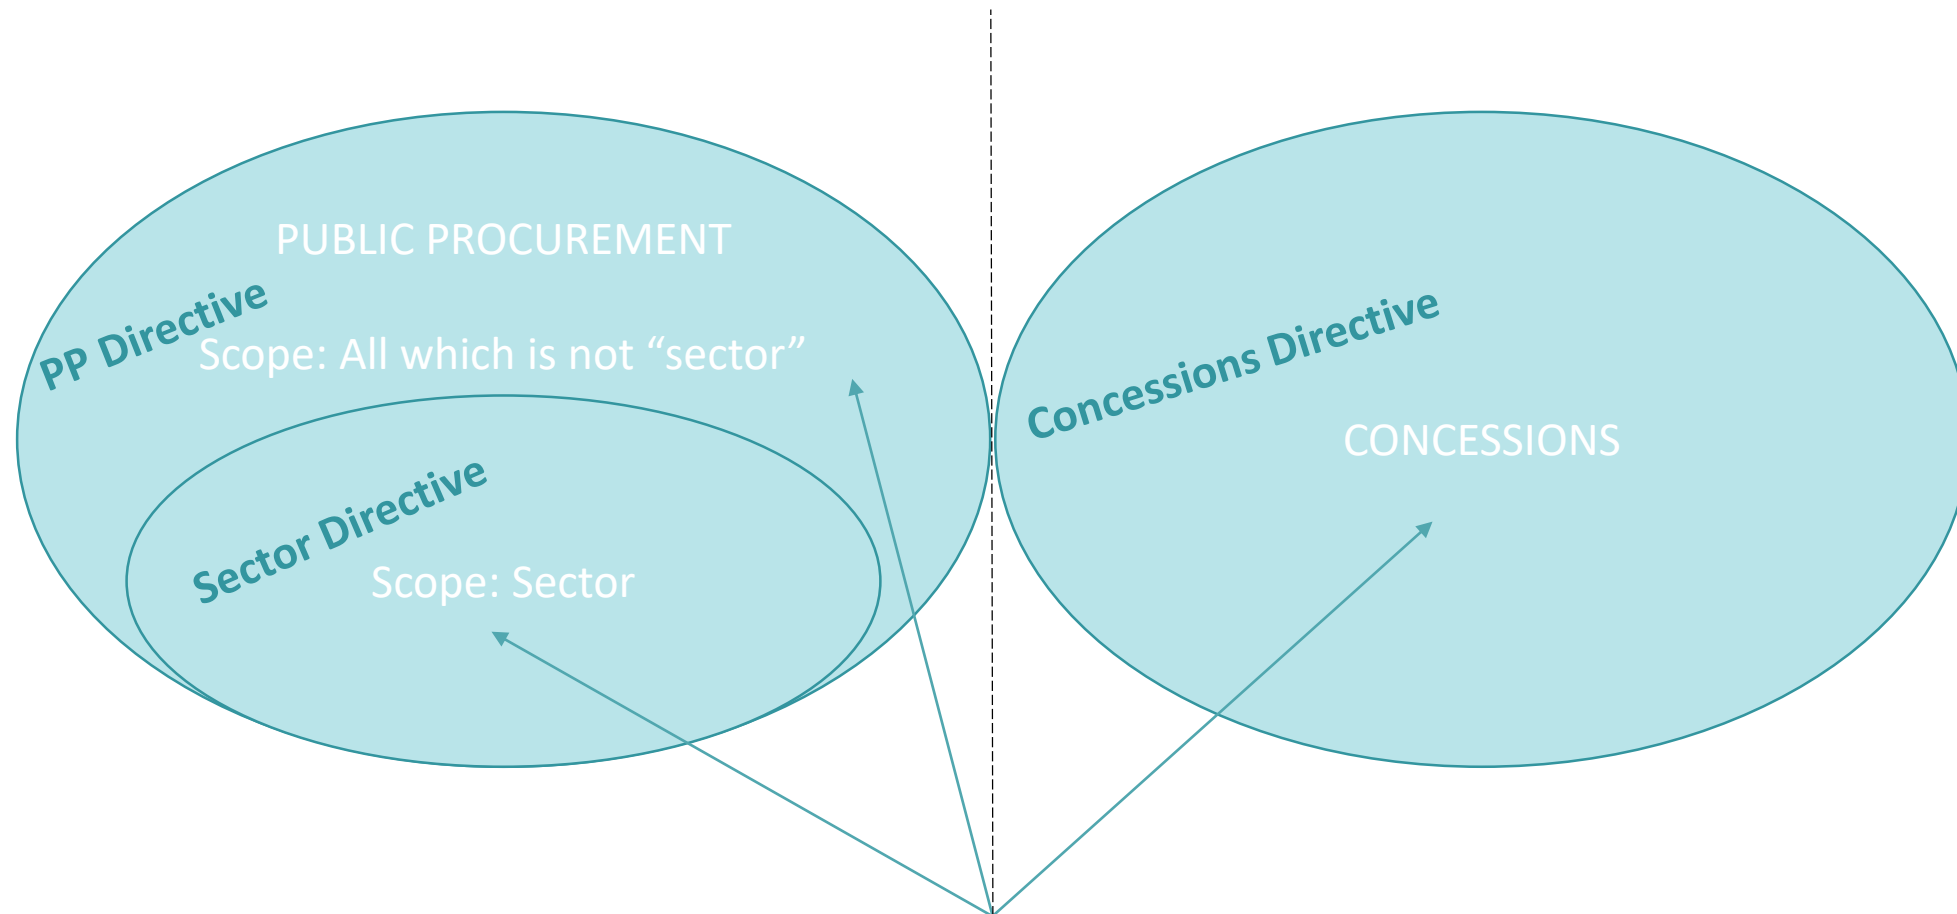 PUBLIC PROCUREMENT
PP Directive
Scope: All which is not “sector”
Sector Directive
Scope: Sector
Concessions Directive
CONCESSIONS